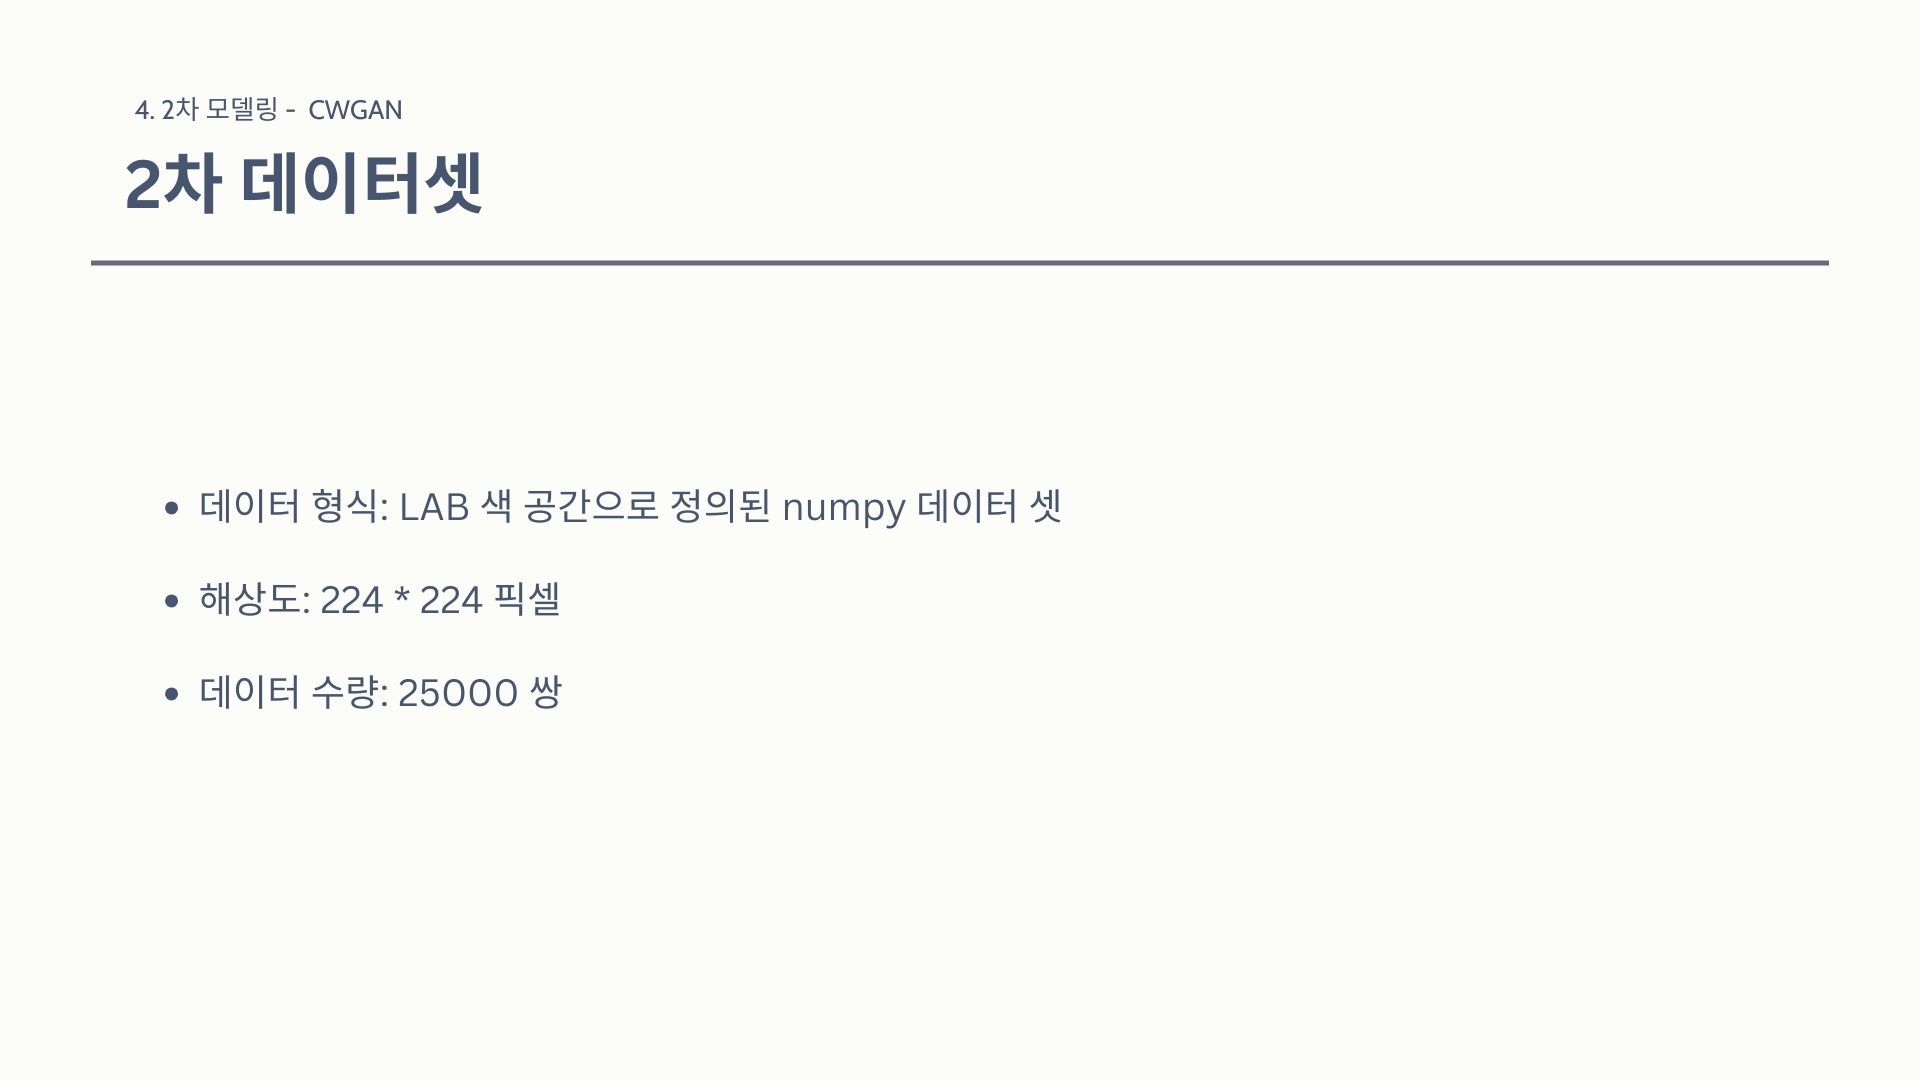 4. 2차 모델링 - CWGAN
2차 데이터셋
• 데이터 형식: LAB 색 공간으로 정의된 numpy 데이터 셋
• 해상도: 224 * 224 픽셀
• 데이터 수량: 25000 쌍